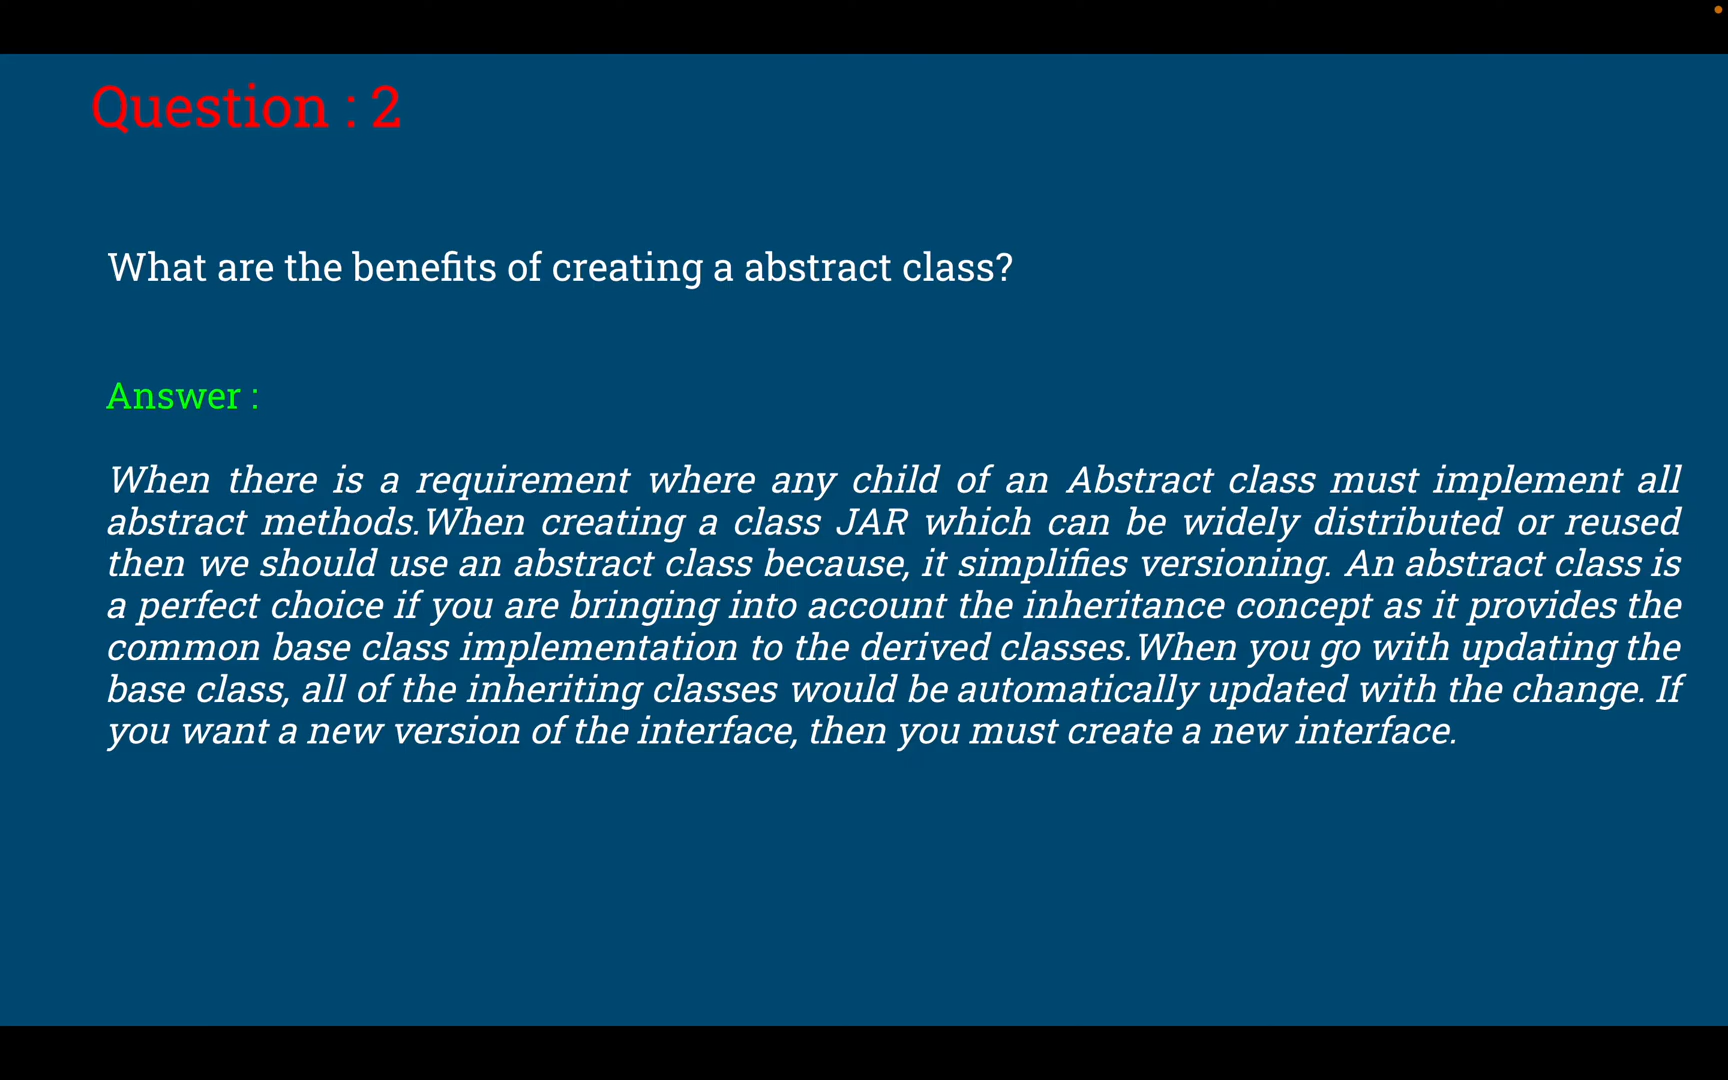 Question : 2
What are the benefits of creating a abstract class?
Answer :
When there is a requirement where any child of an Abstract class must implement all
abstract methods.When creating a class JAR which can be widely distributed or reused
then we should use an abstract class because, it simplifies versioning. An abstract class is
a perfect choice if you are bringing into account the inheritance concept as it provides the
common base class implementation to the derived classes.When you go with updating the
base class, all of the inheriting classes would be automatically updated with the change. If
you want a new version of the interface, then you must create a new interface.